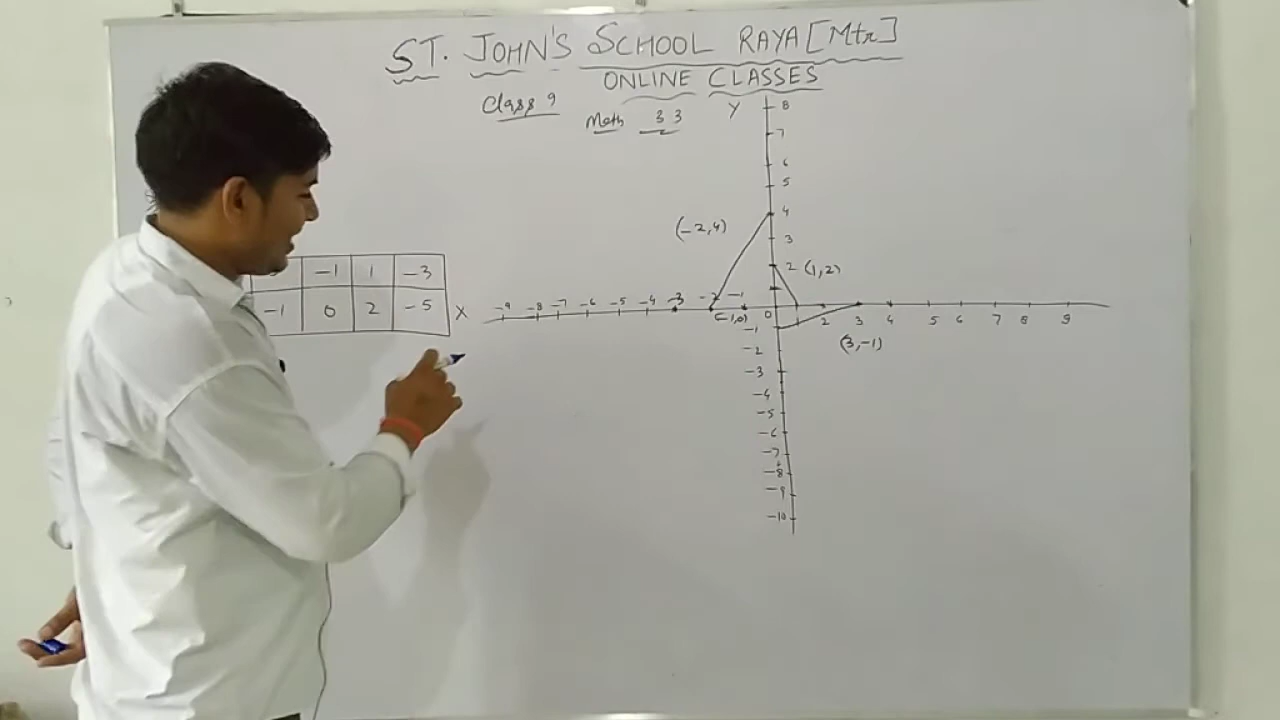 ST. JOHN'S SCHOOL RAYA [Mtr]
ONLINE CLASSES
Class 9
Math 33
Y
8
7
6
5
4
(-2,4)
3
2 (1,2)
-1 1 -3
-1 0 2 -5
X
-9 -8 -7 -6 -5 -4 -3 -2 -1
(-1,0) 0 2 3 4 5 6 7 8 9
-1
(3,-1)
-2
-3
-4
-5
-6
-7
-8
-9
-10